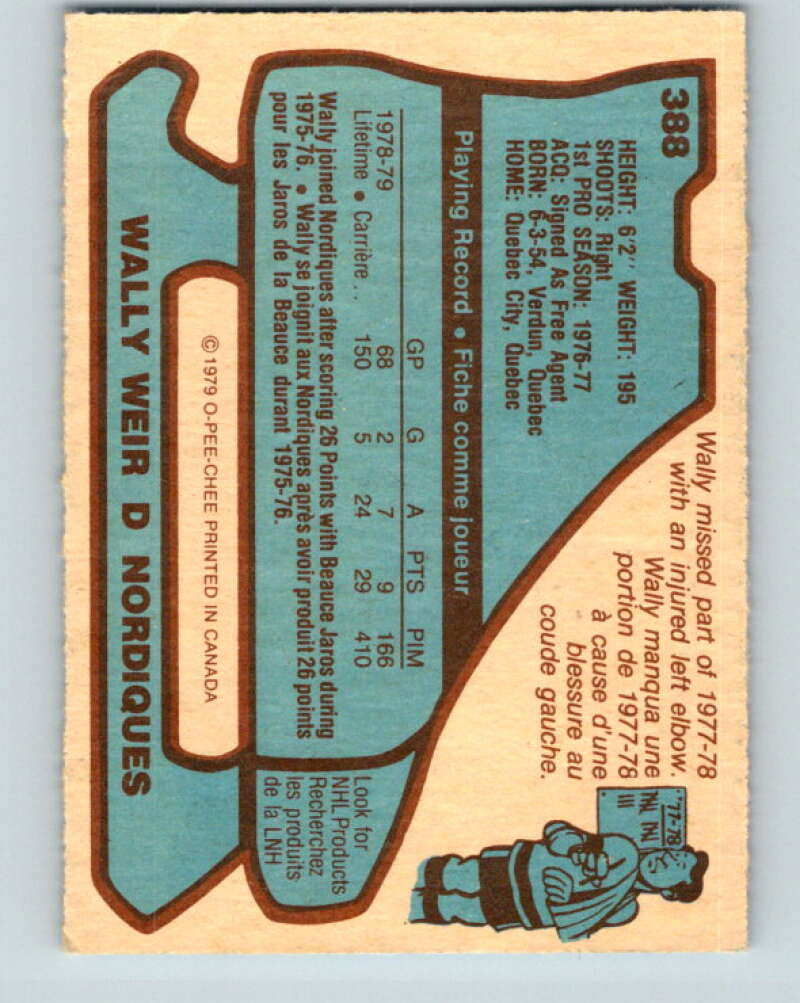 388
HEIGHT: 6'2" WEIGHT: 195
SHOOTS: Right
1st PRO SEASON: 1976-77
ACQ: Signed As Free Agent
BORN: 6-3-54, Verdun, Quebec
HOME: Quebec City, Quebec
Wally missed part of 1977-78
with an injured left elbow.
Wally manqua une
portion de 1977-78
à cause d'une
blessure au
coude gauche.
'77-78
Playing Record • Fiche comme joueur
GP G A PTS PIM
1978-79 68 2 7 9 166
Lifetime • Carrière .. 150 5 24 29 410
Wally joined Nordiques after scoring 26 Points with Beauce Jaros during
1975-76. • Wally se joignit aux Nordiques après avoir produit 26 points
pour les Jaros de la Beauce durant 1975-76.
Look for
NHL Products
Recherchez
les produits
de la LNH
© 1979 O-PEE-CHEE PRINTED IN CANADA
WALLY WEIR D NORDIQUES